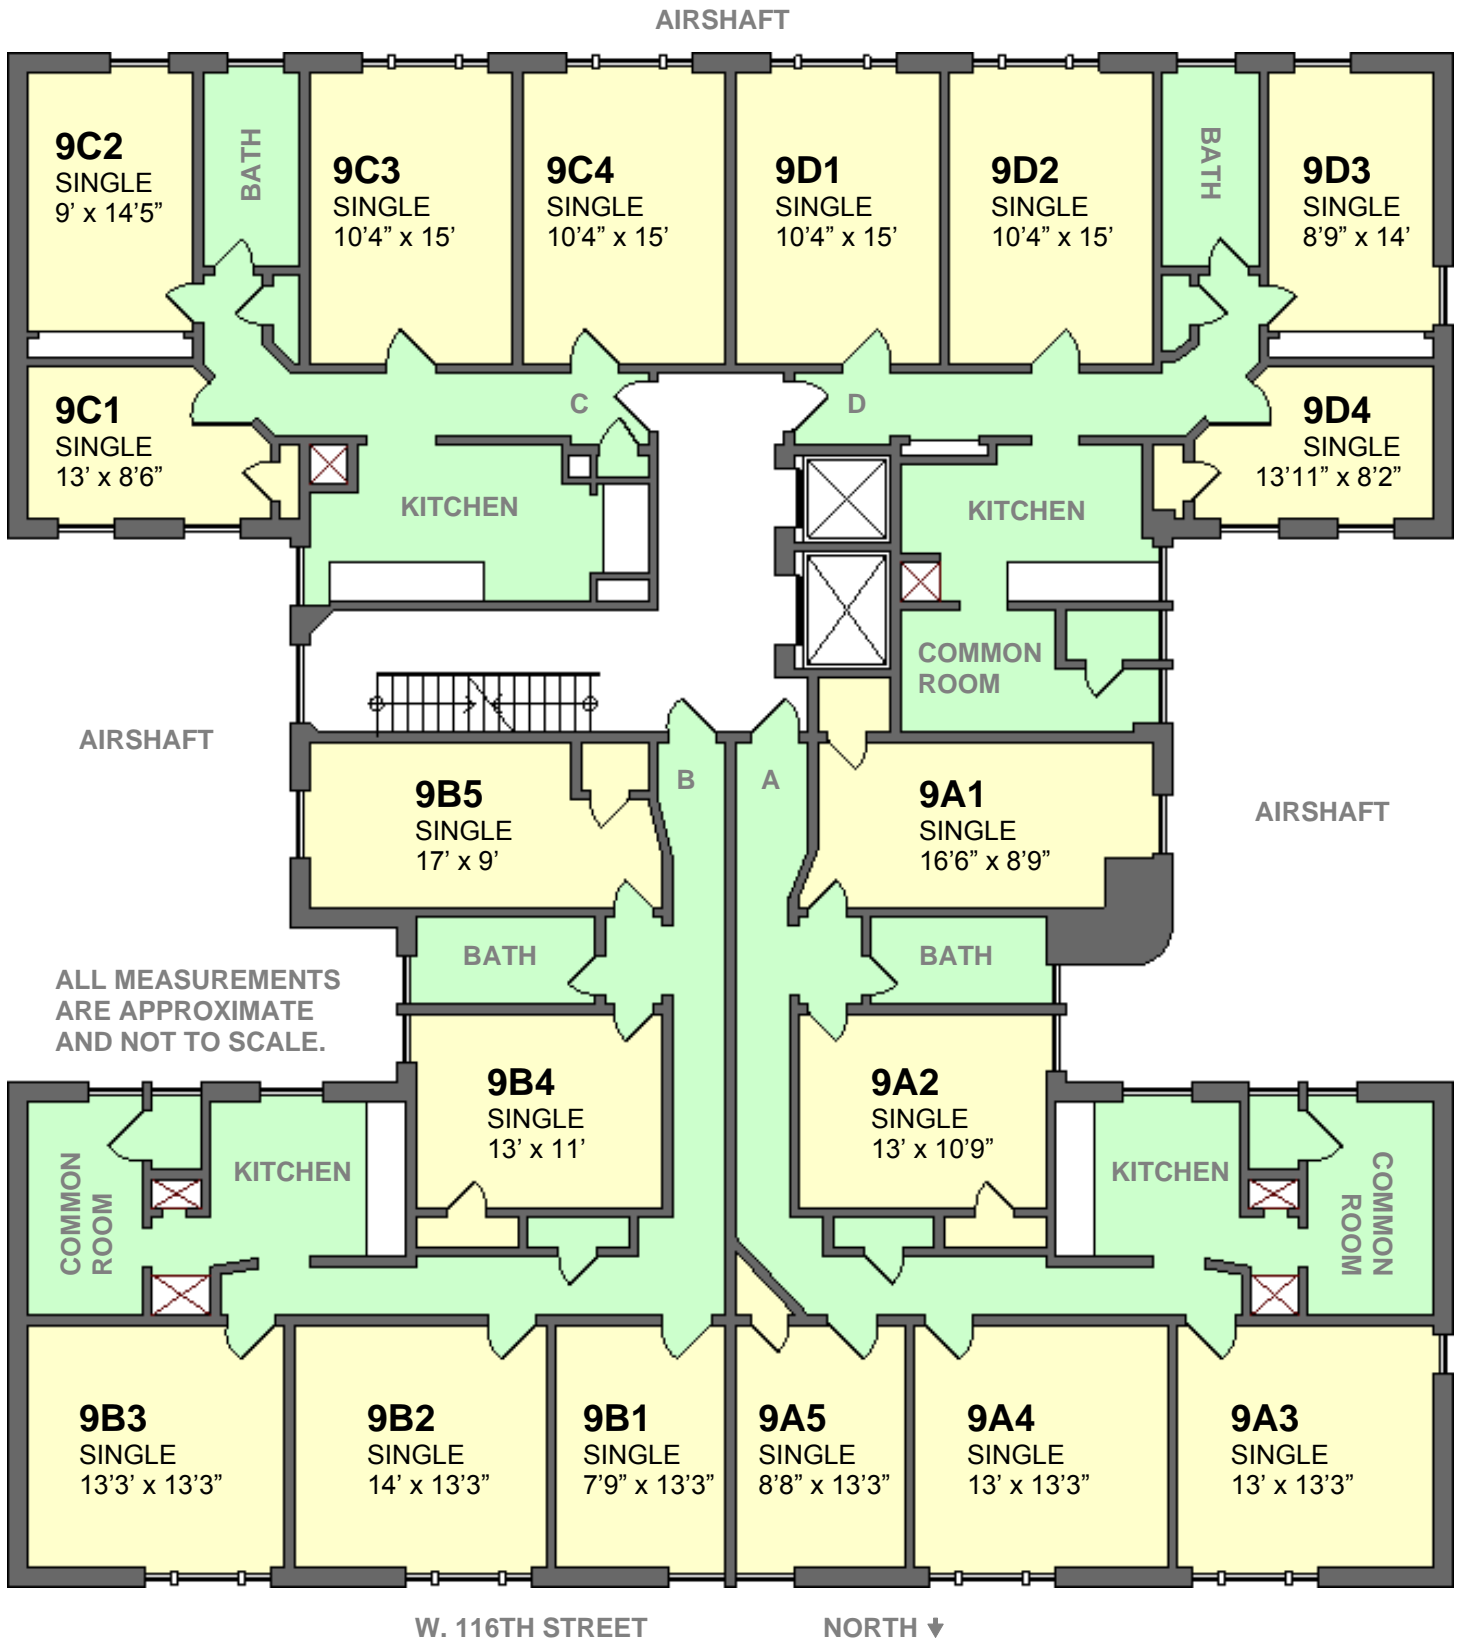 AIRSHAFT
9C2
SINGLE
9’ x 14’5”
BATH
9C3
SINGLE
10’4” x 15’
9C4
SINGLE
10’4” x 15’
9D1
SINGLE
10’4” x 15’
9D2
SINGLE
10’4” x 15’
BATH
9D3
SINGLE
8’9” x 14’
9C1
SINGLE
13’ x 8’6”
C
D
9D4
SINGLE
13’11” x 8’2”
KITCHEN
KITCHEN
COMMON
ROOM
AIRSHAFT
9B5
SINGLE
17’ x 9’
B
A
9A1
SINGLE
16’6” x 8’9”
AIRSHAFT
BATH
BATH
ALL MEASUREMENTS
ARE APPROXIMATE
AND NOT TO SCALE.
9B4
SINGLE
13’ x 11’
9A2
SINGLE
13’ x 10’9”
COMMON
ROOM
KITCHEN
KITCHEN
COMMON
ROOM
9B3
SINGLE
13’3’ x 13’3”
9B2
SINGLE
14’ x 13’3”
9B1
SINGLE
7’9” x 13’3”
9A5
SINGLE
8’8” x 13’3”
9A4
SINGLE
13’ x 13’3”
9A3
SINGLE
13’ x 13’3”
W. 116TH STREET
NORTH